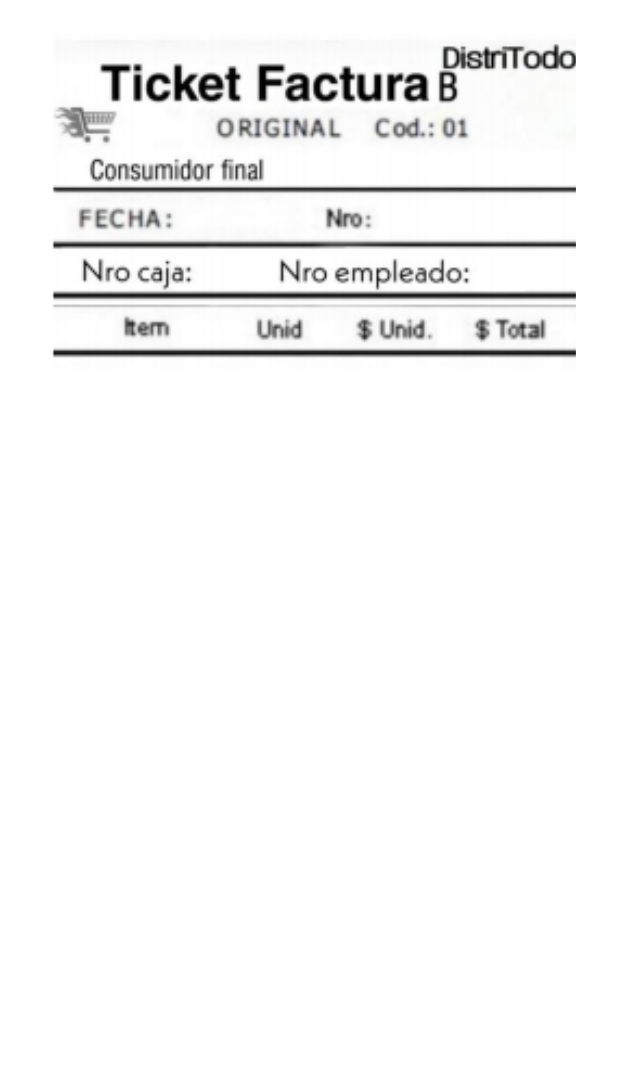 DistriTodo
Ticket Factura B
ORIGINAL Cod.: 01
Consumidor final
FECHA: Nro:
Nro caja: Nro empleado:
Item Unid $ Unid. $ Total